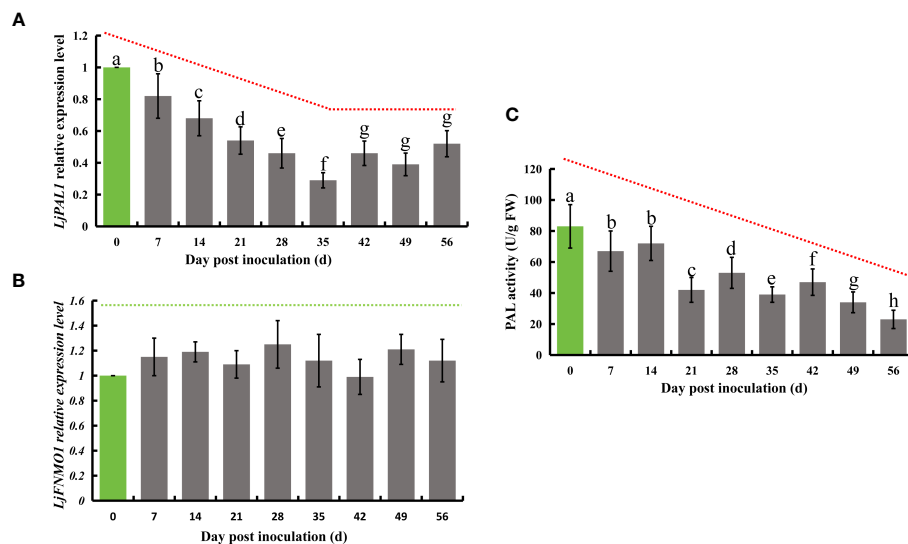 A
LjPAL1 relative expression level
1.2
1
0.8
0.6
0.4
0.2
0
a
b
c
d
e
f
g
g
g
0 7 14 21 28 35 42 49 56
Day post inoculation (d)
B
LjFNMO1 relative expression level
1.6
1.4
1.2
1
0.8
0.6
0.4
0.2
0
0 7 14 21 28 35 42 49 56
Day post inoculation (d)
C
PAL activity (U/g FW)
120
100
80
60
40
20
0
a
b
b
c
d
e
f
g
h
0 7 14 21 28 35 42 49 56
Day post inoculation (d)